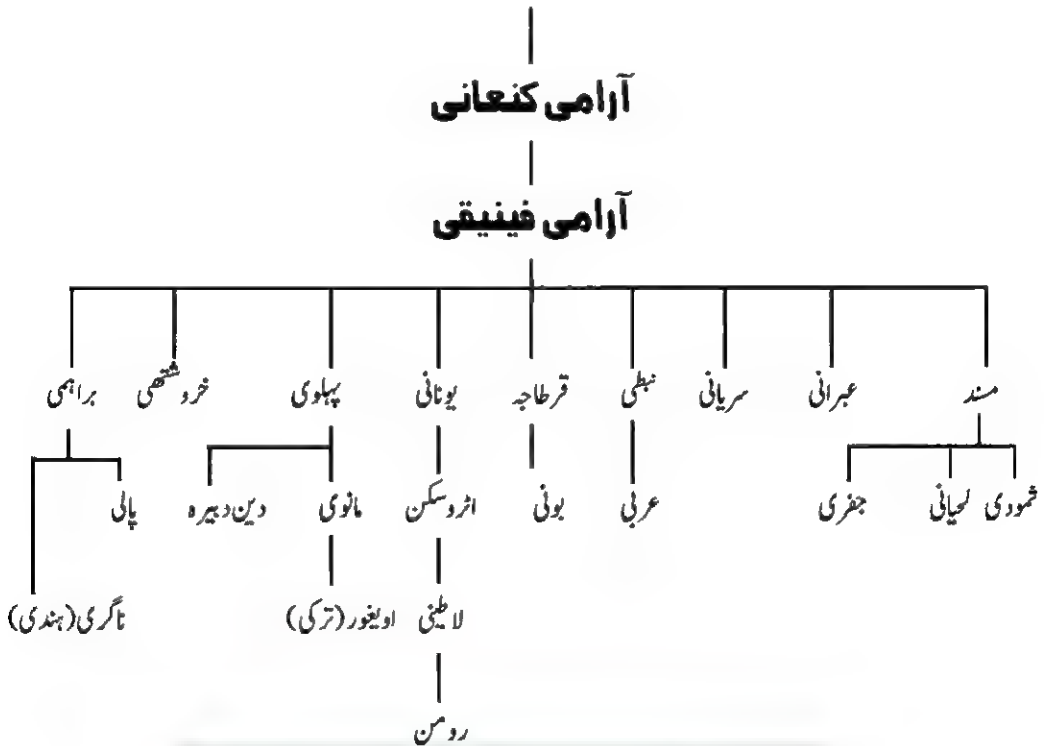 آرامی کنعانی
آرامی فینیقی
مسند عبرانی سریانی نبطی قرطاجہ یونانی پہلوی خروشتھی براہمی
ثمودی لحیانی جفری عربی بونی اٹروسکن مانوی دین دبیرہ پالی
لاطینی اویغور (ترکی) ناگری (ہندی)
رومن